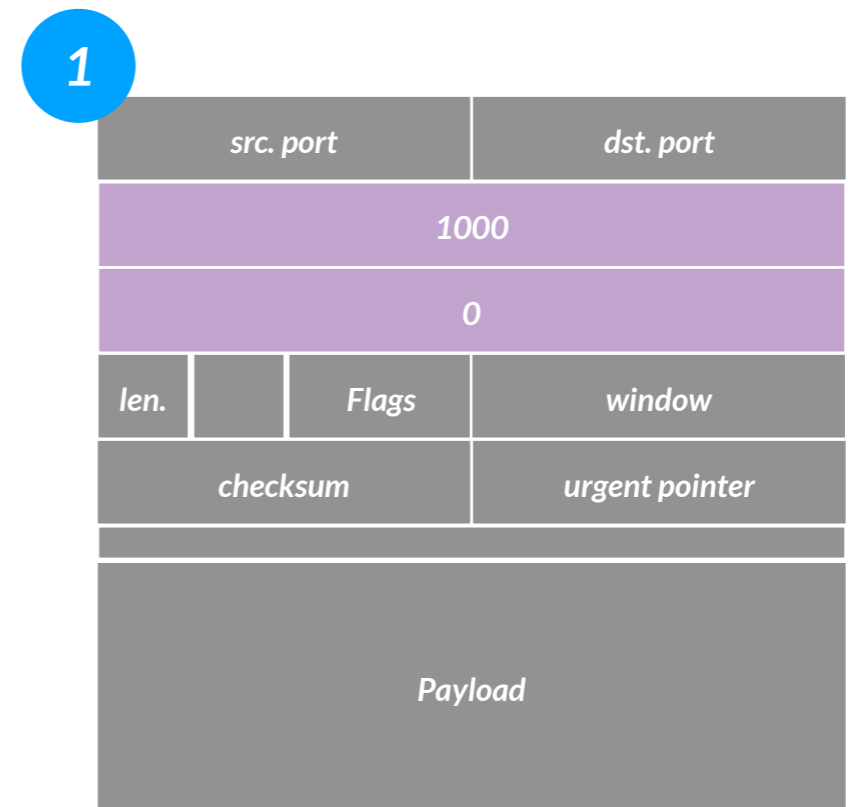 1
src. port dst. port
1000
0
len. Flags window
checksum urgent pointer
Payload